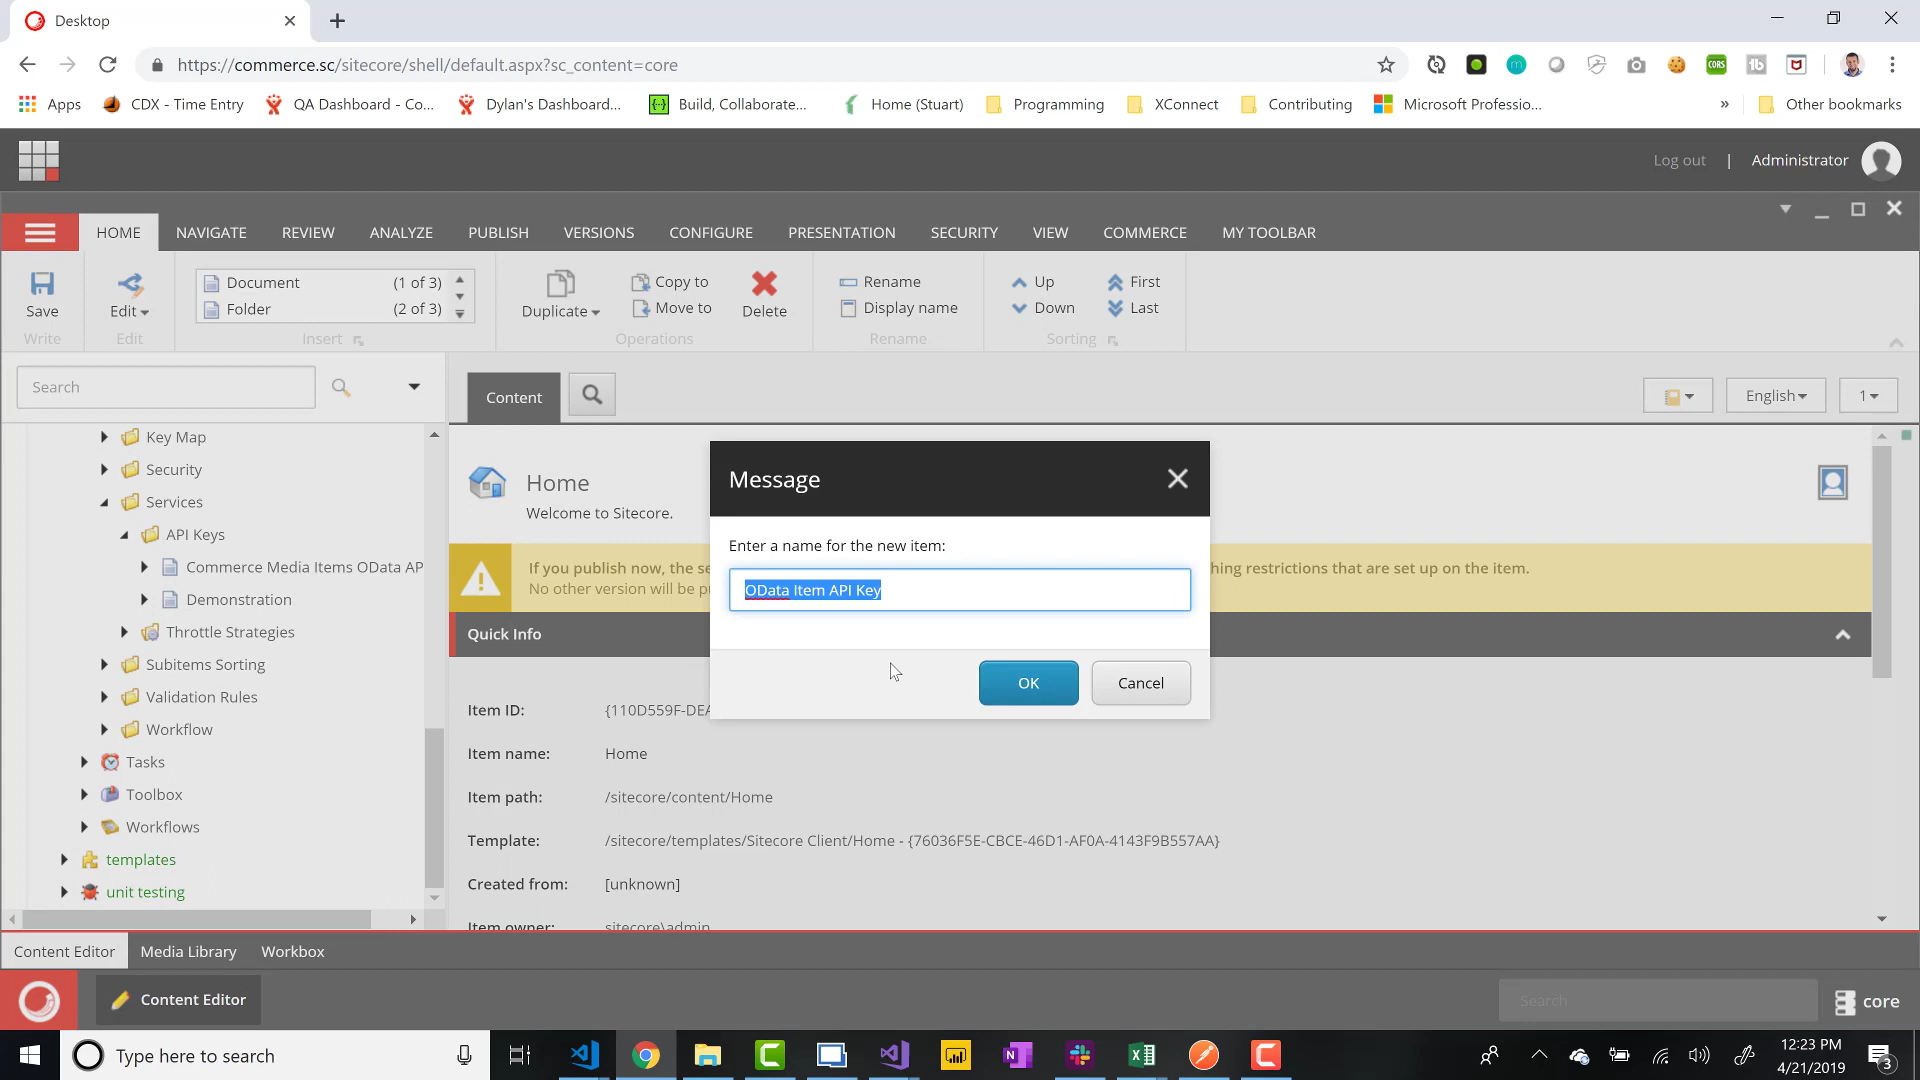 Desktop
https://commerce.sc/sitecore/shell/default.aspx?sc_content=core
CORS
Apps
CDX - Time Entry
QA Dashboard - Co...
Dylan's Dashboard...
Build, Collaborate...
Home (Stuart)
Programming
XConnect
Contributing
Microsoft Professio...
»
Other bookmarks
Log out | Administrator
HOME
NAVIGATE
REVIEW
ANALYZE
PUBLISH
VERSIONS
CONFIGURE
PRESENTATION
SECURITY
VIEW
COMMERCE
MY TOOLBAR
Save
Write
Edit
Edit
Document (1 of 3)
Folder (2 of 3)
Insert
Duplicate
Copy to
Move to
Delete
Operations
Rename
Display name
Rename
Up
Down
First
Last
Sorting
Search
Content
English
1
Key Map
Security
Services
API Keys
Commerce Media Items OData AP
Demonstration
Throttle Strategies
Subitems Sorting
Validation Rules
Workflow
Tasks
Toolbox
Workflows
templates
unit testing
Home
Welcome to Sitecore.
If you publish now, the se
hing restrictions that are set up on the item.
No other version will be pu
Quick Info
Message
Enter a name for the new item:
OData Item API Key
OK
Cancel
Item ID: {110D559F-DEA
Item name: Home
Item path: /sitecore/content/Home
Template: /sitecore/templates/Sitecore Client/Home - {76036F5E-CBCE-46D1-AF0A-4143F9B557AA}
Created from: [unknown]
Item owner: sitecore\admin
Content Editor
Media Library
Workbox
Content Editor
Search
core
Type here to search
12:23 PM
4/21/2019
3